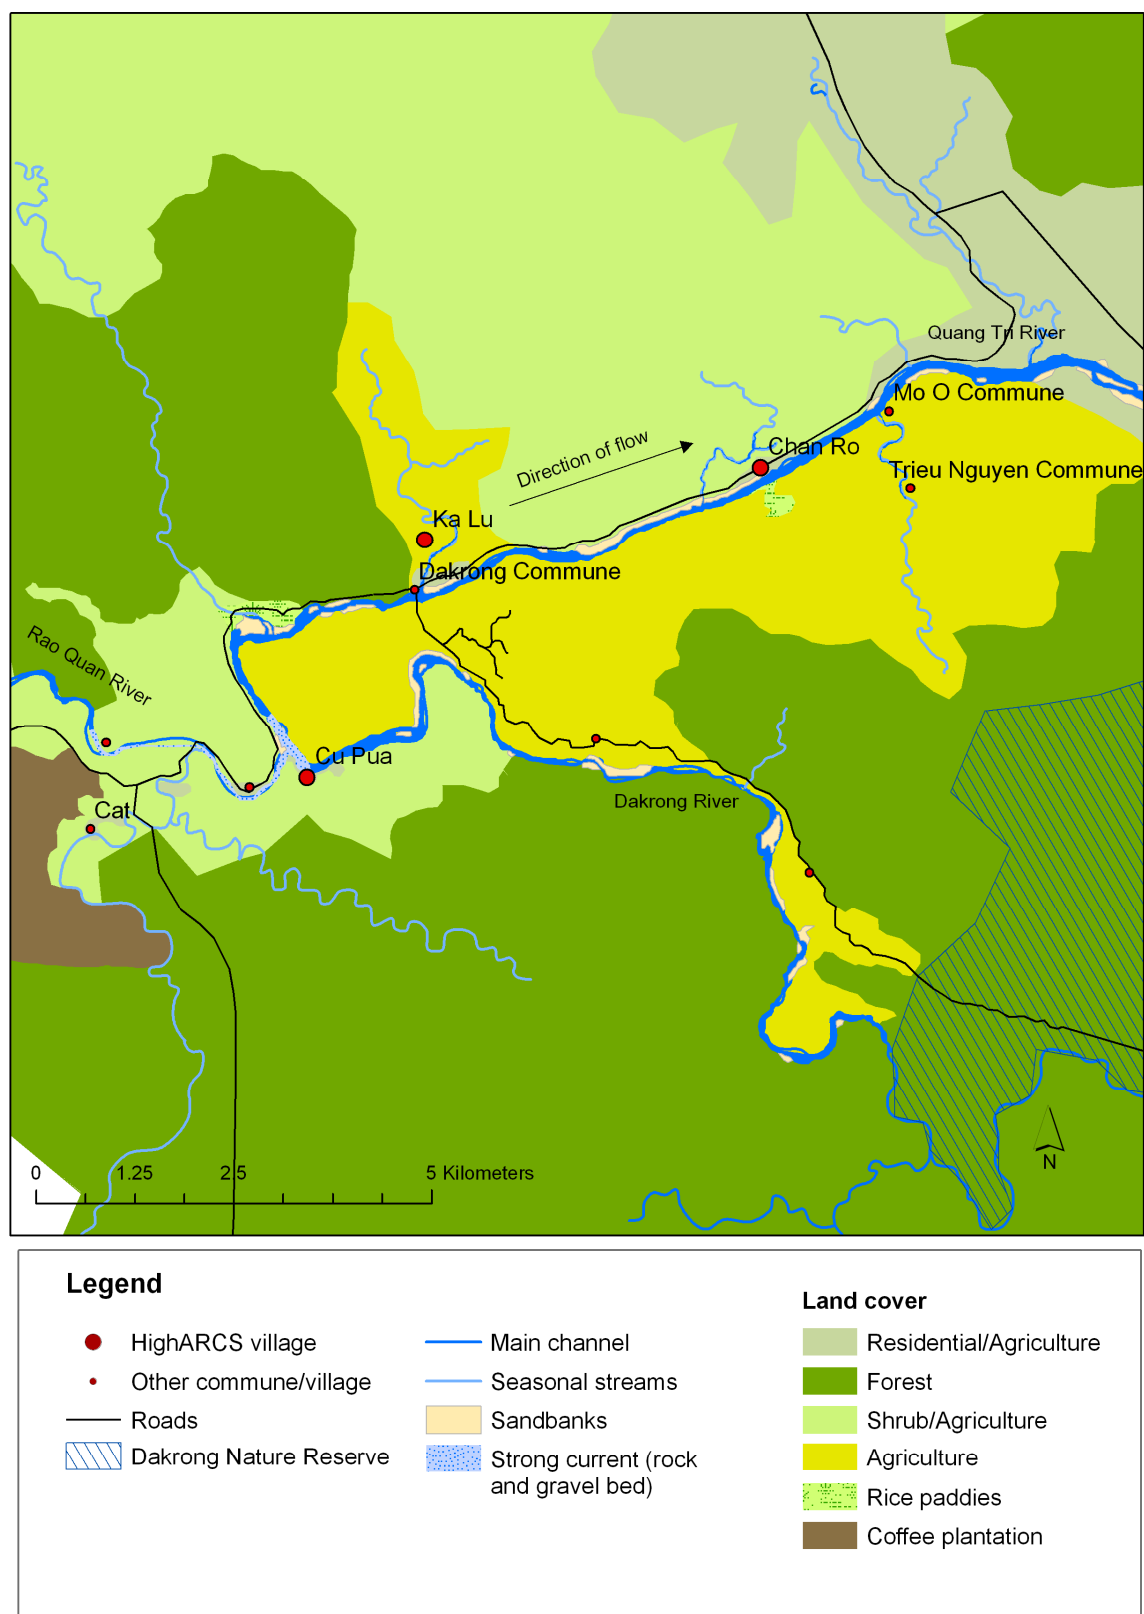 Quang Tri River
Mo O Commune
Direction of flow
Chan Ro
Trieu Nguyen Commune
Ka Lu
Dakrong Commune
Rao Quan River
Cu Pua
Dakrong River
Cat
0 1.25 2.5 5 Kilometers
N
Legend
HighARCS village
Other commune/village
Roads
Dakrong Nature Reserve
Main channel
Seasonal streams
Sandbanks
Strong current (rock
and gravel bed)
Land cover
Residential/Agriculture
Forest
Shrub/Agriculture
Agriculture
Rice paddies
Coffee plantation